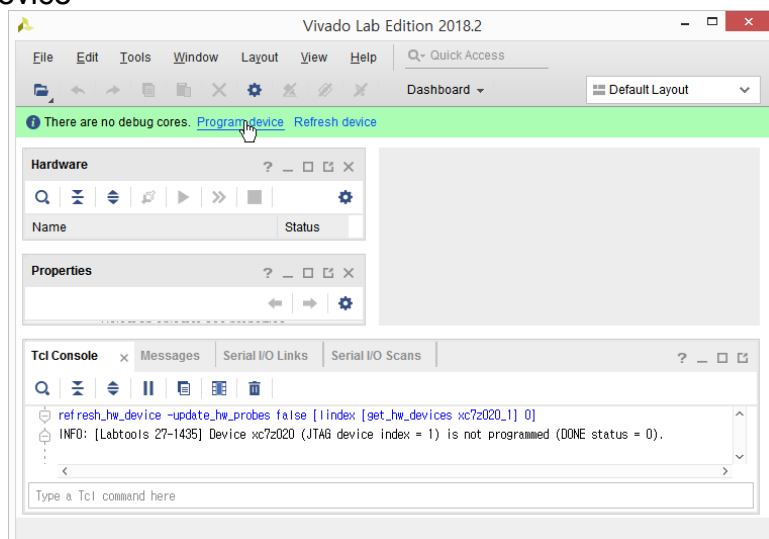 Vivado Lab Edition 2018.2
File Edit Tools Window Layout View Help Quick Access
Dashboard Default Layout
There are no debug cores. Program device Refresh device
Hardware
Name Status
Properties
Tcl Console Messages Serial I/O Links Serial I/O Scans
refresh_hw_device -update_hw_probes false [lindex [get_hw_devices xc7z020_1] 0]
INFO: [Labtools 27-1435] Device xc7z020 (JTAG device index = 1) is not programmed (DONE status = 0).
Type a Tcl command here